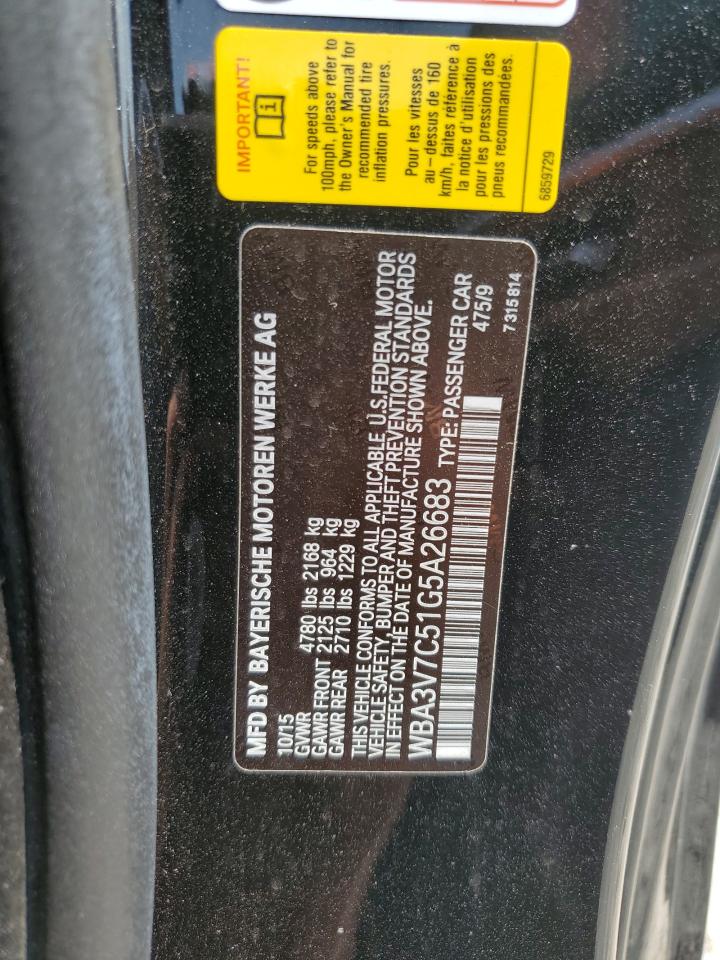 IMPORTANT!
For speeds above
100mph, please refer to
the Owner's Manual for
recommended tire
inflation pressures.
Pour les vitesses
au-dessus de 160
km/h, faites référence à
la notice d'utilisation
pour les pressions des
pneus recommandées.
6859729
MFD BY BAYERISCHE MOTOREN WERKE AG
10/15
GVWR 4780 lbs 2168 kg
GAWR FRONT 2125 lbs 964 kg
GAWR REAR 2710 lbs 1229 kg
THIS VEHICLE CONFORMS TO ALL APPLICABLE U.S.FEDERAL MOTOR
VEHICLE SAFETY, BUMPER AND THEFT PREVENTION STANDARDS
IN EFFECT ON THE DATE OF MANUFACTURE SHOWN ABOVE.
WBA3V7C51G5A26683 TYPE: PASSENGER CAR
475/9
7 315 814